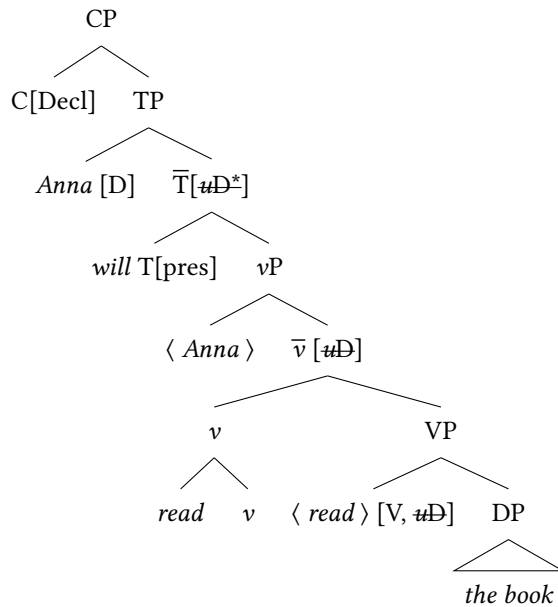 CP
C[Decl] TP
Anna [D] T̅[uD*]
will T[pres] vP
⟨ Anna ⟩ v̅ [uD]
v VP
read v ⟨ read ⟩ [V, uD] DP
the book